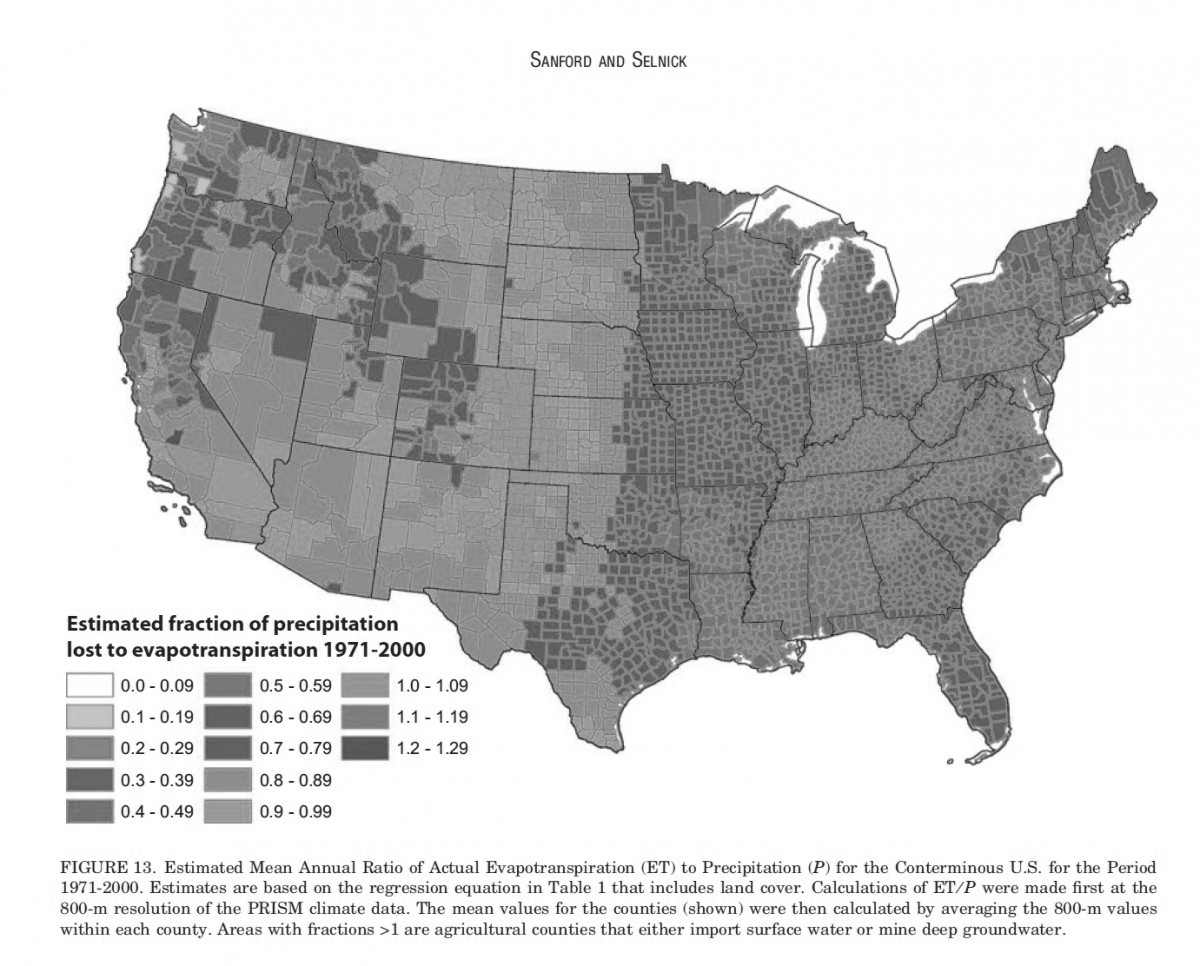 SANFORD AND SELNICK
Estimated fraction of precipitation
lost to evapotranspiration 1971-2000
0.0 - 0.09
0.1 - 0.19
0.2 - 0.29
0.3 - 0.39
0.4 - 0.49
0.5 - 0.59
0.6 - 0.69
0.7 - 0.79
0.8 - 0.89
0.9 - 0.99
1.0 - 1.09
1.1 - 1.19
1.2 - 1.29
FIGURE 13. Estimated Mean Annual Ratio of Actual Evapotranspiration (ET) to Precipitation (P) for the Conterminous U.S. for the Period
1971-2000. Estimates are based on the regression equation in Table 1 that includes land cover. Calculations of ET/P were made first at the
800-m resolution of the PRISM climate data. The mean values for the counties (shown) were then calculated by averaging the 800-m values
within each county. Areas with fractions >1 are agricultural counties that either import surface water or mine deep groundwater.